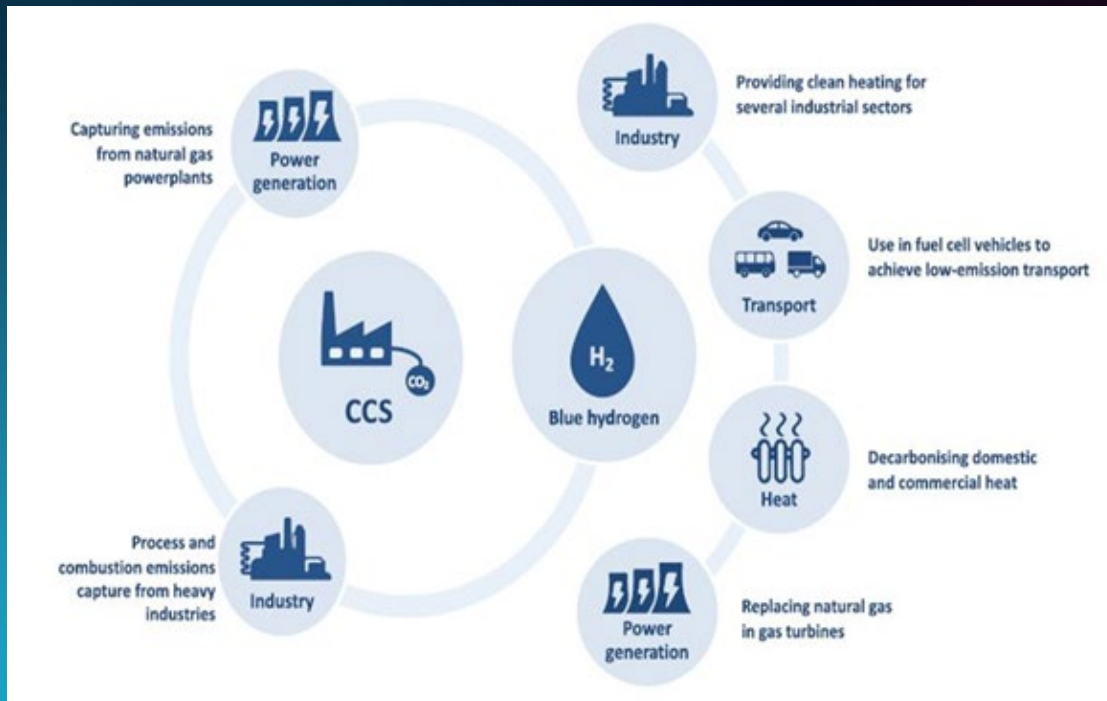 Capturing emissions
from natural gas
powerplants
Power
generation
CCS
CO₂
H₂
Blue hydrogen
Process and
combustion emissions
capture from heavy
industries
Industry
Industry
Providing clean heating for
several industrial sectors
Transport
Use in fuel cell vehicles to
achieve low-emission transport
Heat
Decarbonising domestic
and commercial heat
Power
generation
Replacing natural gas
in gas turbines